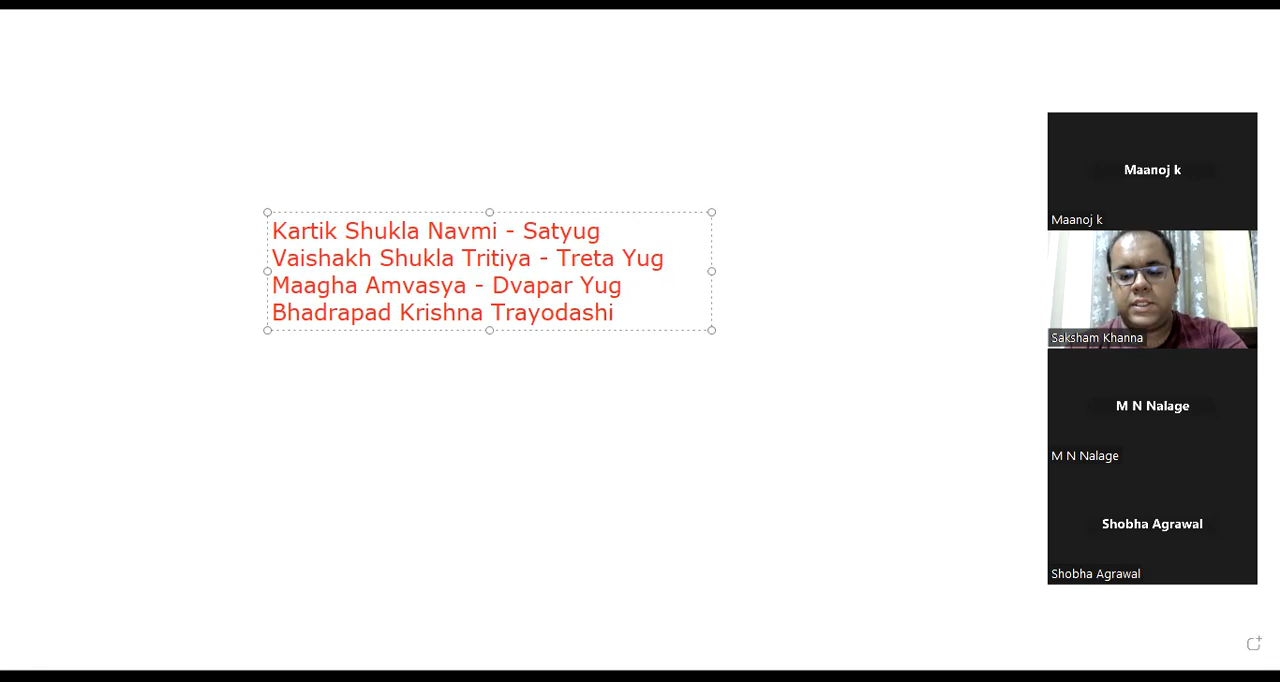 Kartik Shukla Navmi - Satyug
Vaishakh Shukla Tritiya - Treta Yug
Maagha Amvasya - Dvapar Yug
Bhadrapad Krishna Trayodashi
Maanoj k
Maanoj k
Saksham Khanna
M N Nalage
M N Nalage
Shobha Agrawal
Shobha Agrawal